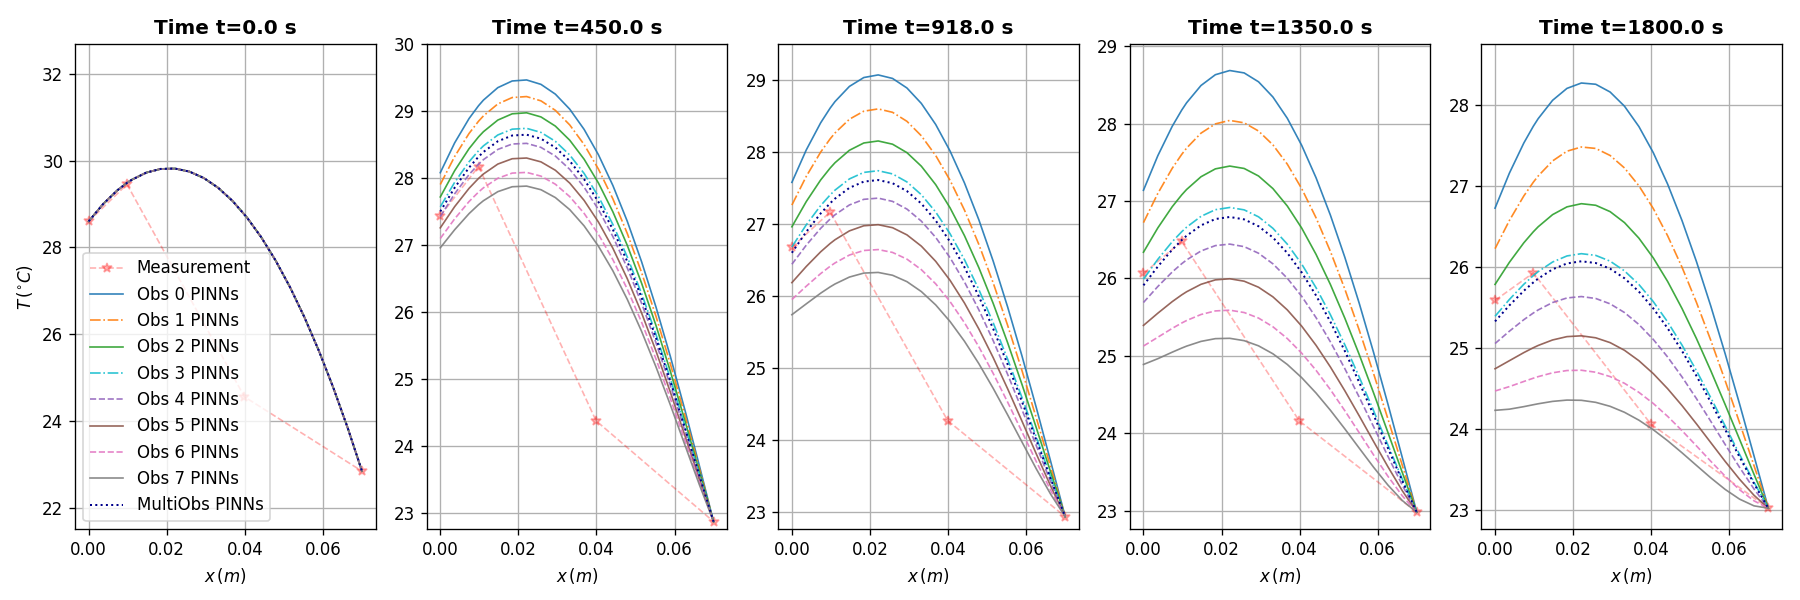 Time t=0.0 s
Time t=450.0 s
Time t=918.0 s
Time t=1350.0 s
Time t=1800.0 s
T (°C)
32
30
28
26
24
22
Measurement
Obs 0 PINNs
Obs 1 PINNs
Obs 2 PINNs
Obs 3 PINNs
Obs 4 PINNs
Obs 5 PINNs
Obs 6 PINNs
Obs 7 PINNs
MultiObs PINNs
0.00 0.02 0.04 0.06
x (m)
30
29
28
27
26
25
24
23
0.00 0.02 0.04 0.06
x (m)
29
28
27
26
25
24
23
0.00 0.02 0.04 0.06
x (m)
29
28
27
26
25
24
23
0.00 0.02 0.04 0.06
x (m)
28
27
26
25
24
23
0.00 0.02 0.04 0.06
x (m)